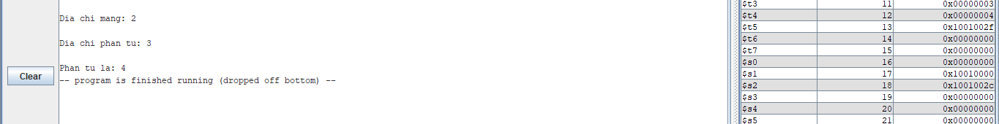 Dia chi mang: 2
Dia chi phan tu: 3
Phan tu la: 4
-- program is finished running (dropped off bottom) --
Clear
$t3 11 0x00000003
$t4 12 0x00000004
$t5 13 0x1001002f
$t6 14 0x00000000
$t7 15 0x00000000
$s0 16 0x00000000
$s1 17 0x10010000
$s2 18 0x1001002c
$s3 19 0x00000000
$s4 20 0x00000000
$s5 21 0x00000000